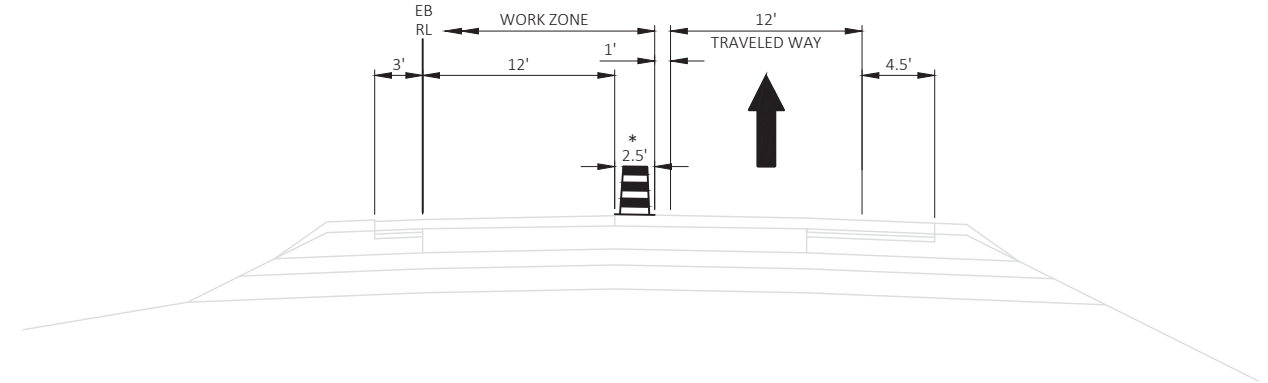 EB
RL
WORK ZONE
12'
TRAVELED WAY
1'
3'
12'
4.5'
*
2.5'